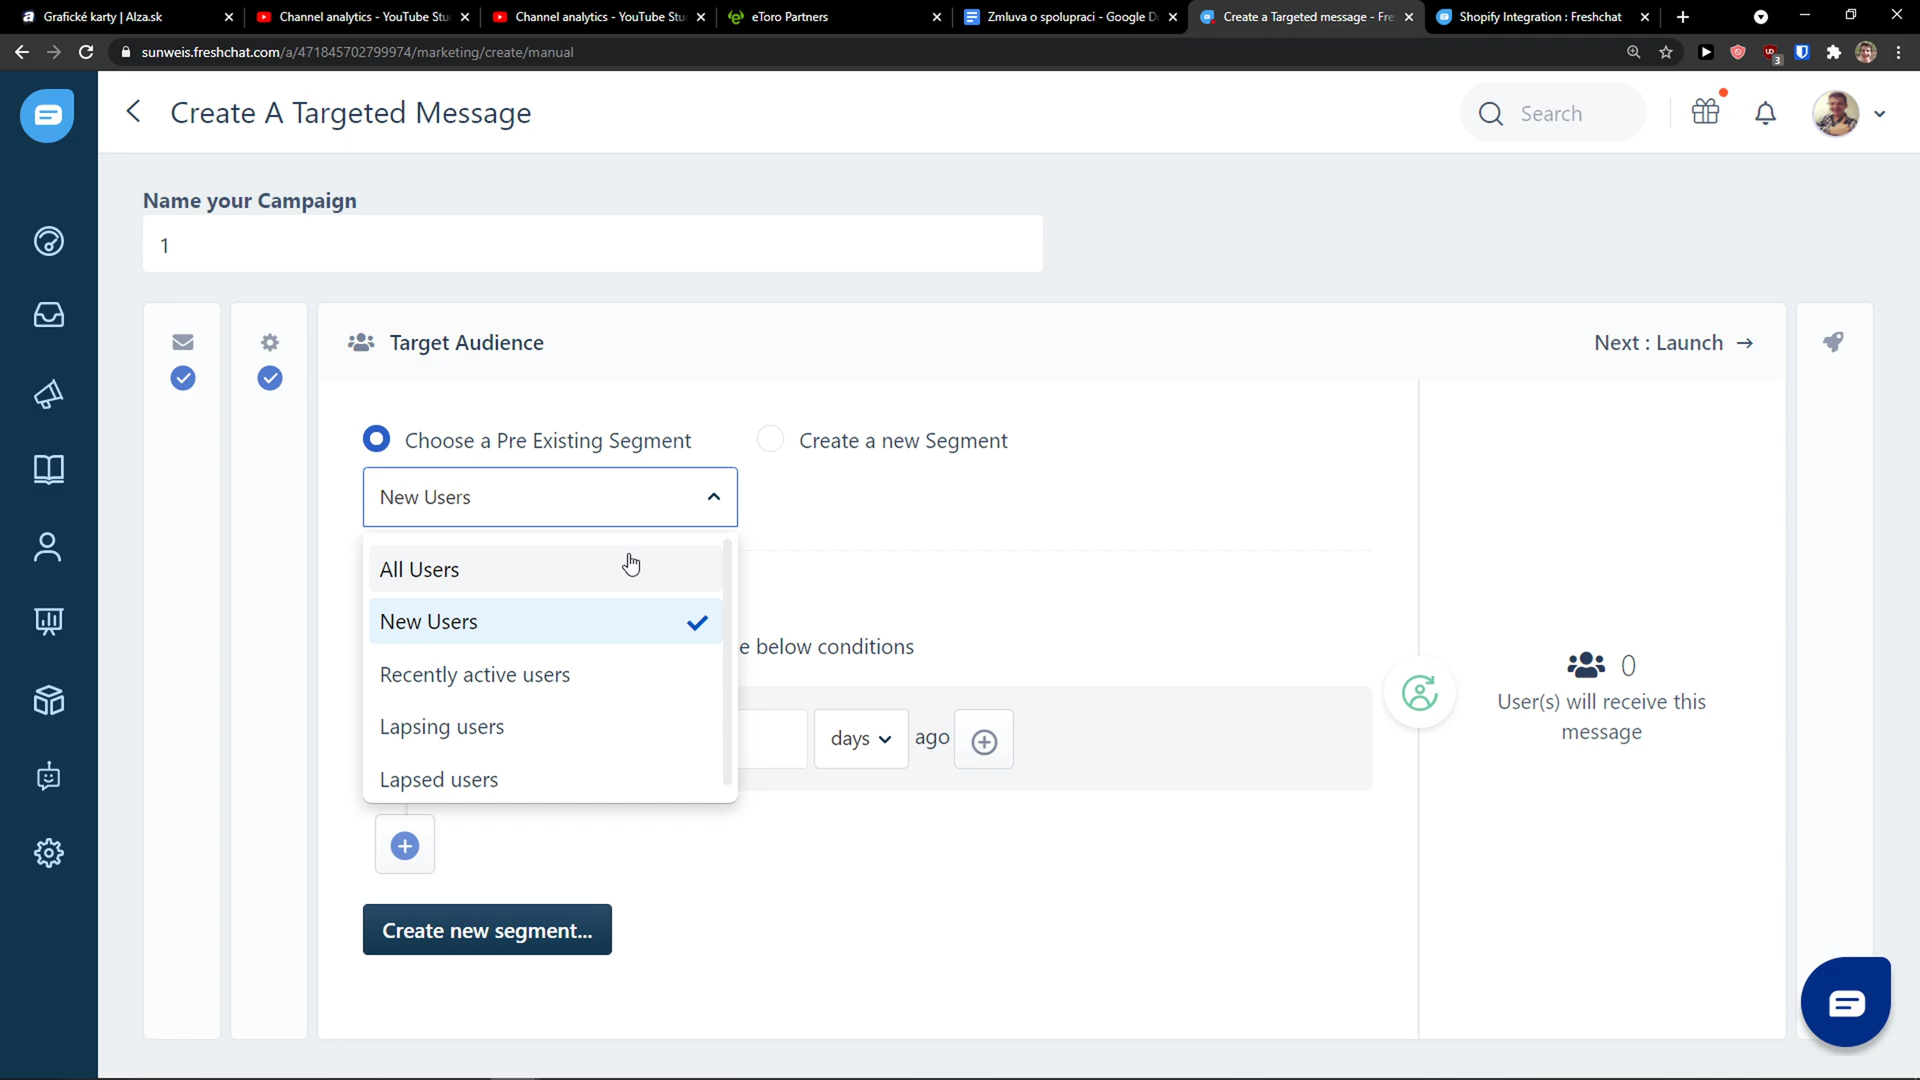 Grafické karty | Alza.sk
Channel analytics - YouTube Stu
Channel analytics - YouTube Stu
eToro Partners
Zmluva o spolupraci - Google D
Create a Targeted message - Fre
Shopify Integration : Freshchat
sunweis.freshchat.com/a/471845702799974/marketing/create/manual
3
Create A Targeted Message
Search
Name your Campaign
1
Target Audience
Next : Launch →
Choose a Pre Existing Segment
Create a new Segment
New Users
All Users
New Users
Recently active users
Lapsing users
Lapsed users
e below conditions
days
ago
0
User(s) will receive this
message
Create new segment...